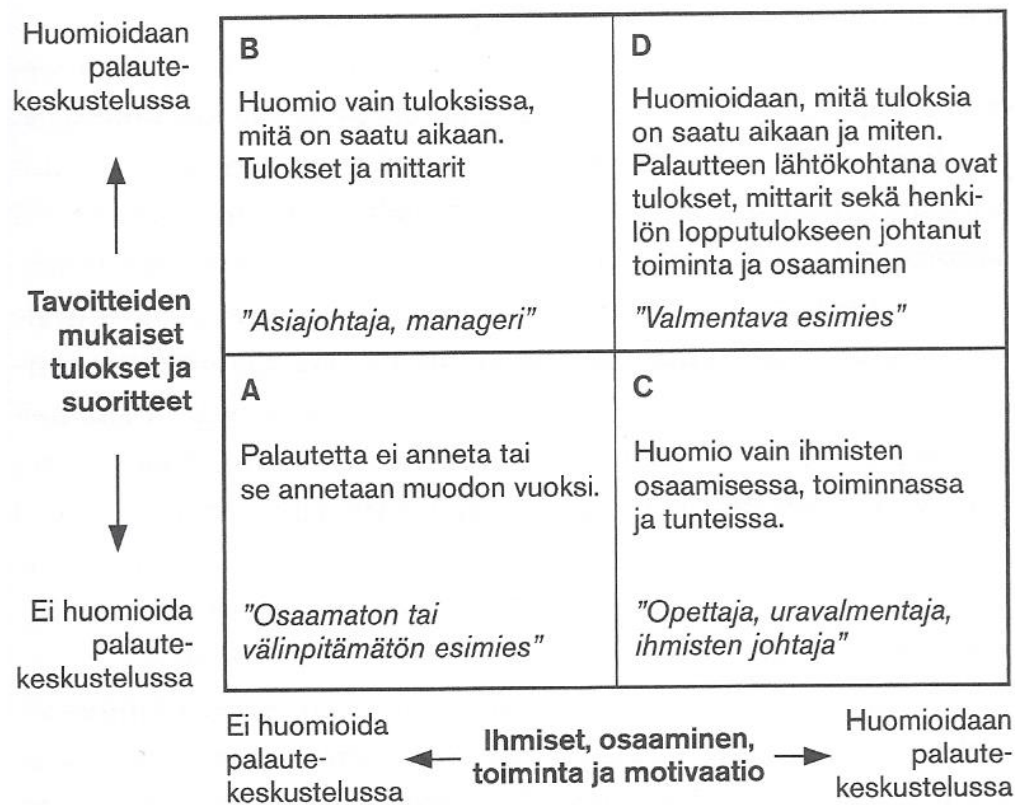 Huomioidaan
palaute-
keskustelussa
Tavoitteiden
mukaiset
tulokset ja
suoritteet
Ei huomioida
palaute-
keskustelussa
B
Huomio vain tuloksissa,
mitä on saatu aikaan.
Tulokset ja mittarit
"Asiajohtaja, manageri"
D
Huomioidaan, mitä tuloksia
on saatu aikaan ja miten.
Palautteen lähtökohtana ovat
tulokset, mittarit sekä henki-
lön lopputulokseen johtanut
toiminta ja osaaminen
"Valmentava esimies"
A
Palautetta ei anneta tai
se annetaan muodon vuoksi.
"Osaamaton tai
välinpitämätön esimies"
C
Huomio vain ihmisten
osaamisessa, toiminnassa
ja tunteissa.
"Opettaja, uravalmentaja,
ihmisten johtaja"
Ei huomioida
palaute-
keskustelussa
Ihmiset, osaaminen,
toiminta ja motivaatio
Huomioidaan
palaute-
keskustelussa